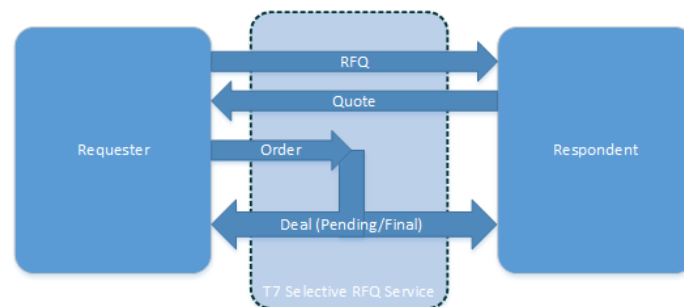 RFQ
Quote
Requester
Order
Respondent
Deal (Pending/Final)
T7 Selective RFQ Service